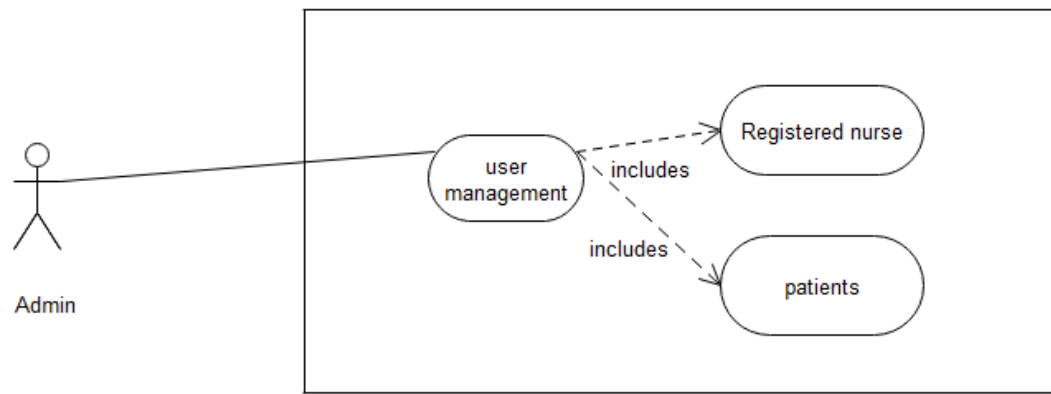 Registered nurse
user
management
includes
includes
patients
Admin